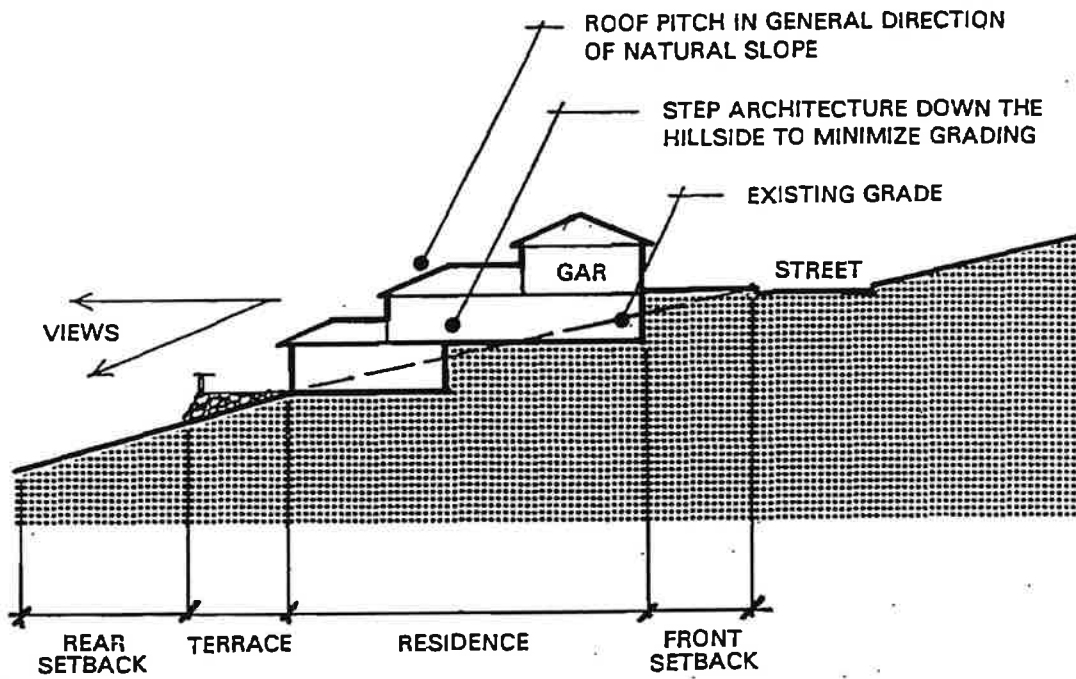 ROOF PITCH IN GENERAL DIRECTION
OF NATURAL SLOPE
STEP ARCHITECTURE DOWN THE
HILLSIDE TO MINIMIZE GRADING
EXISTING GRADE
GAR
STREET
VIEWS
REAR
SETBACK
TERRACE
RESIDENCE
FRONT
SETBACK